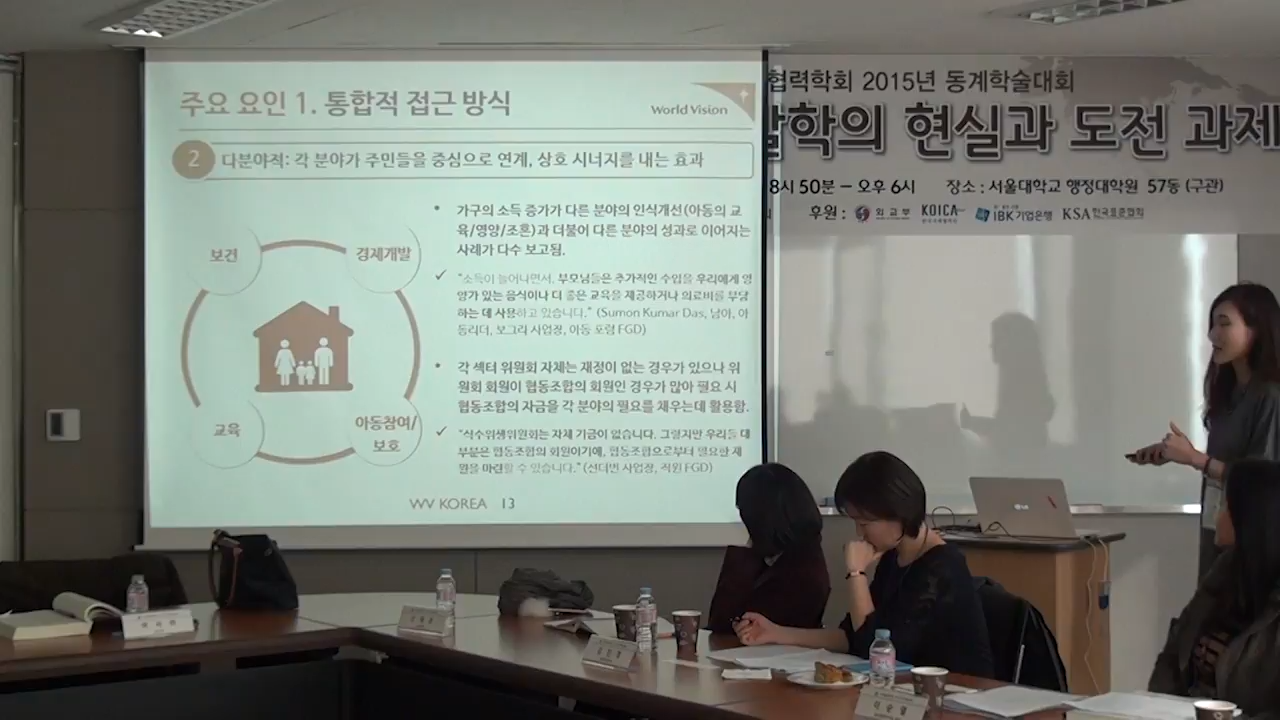 주요 요인 1. 통합적 접근 방식
World Vision
2
다분야적: 각 분야가 주민들을 중심으로 연계, 상호 시너지를 내는 효과
보건
경제개발
교육
아동참여/
보호
• 가구의 소득 증가가 다른 분야의 인식개선(아동의 교
육/영양/조혼)과 더불어 다른 분야의 성과로 이어지는
사례가 다수 보고됨.
✓ "소득이 늘어나면서, 부모님들은 추가적인 수입을 우리에게 영
양가 있는 음식이나 더 좋은 교육을 제공하거나 의료비를 부담
하는 데 사용하고 있습니다." (Sumon Kumar Das, 남아, 아
동리더, 보그라 사업장, 아동 포럼 FGD)
• 각 섹터 위원회 자체는 재정이 없는 경우가 있으나 위
원회 회원이 협동조합의 회원인 경우가 많아 필요 시
협동조합의 자금을 각 분야의 필요를 채우는데 활용함.
✓ "식수위생위원회는 자체 기금이 없습니다. 그렇지만 우리들 대
부분은 협동조합의 회원이기에, 협동조합으로부터 필요한 재
원을 마련할 수 있습니다." (선더번 사업장, 직원 FGD)
WV KOREA 13
협력학회 2015년 동계학술대회
발학의 현실과 도전 과제
8시 50분 – 오후 6시 장소 : 서울대학교 행정대학원 57동 (구관)
후원 : 외교부 KOICA IBK기업은행 KSA한국표준협회
LG